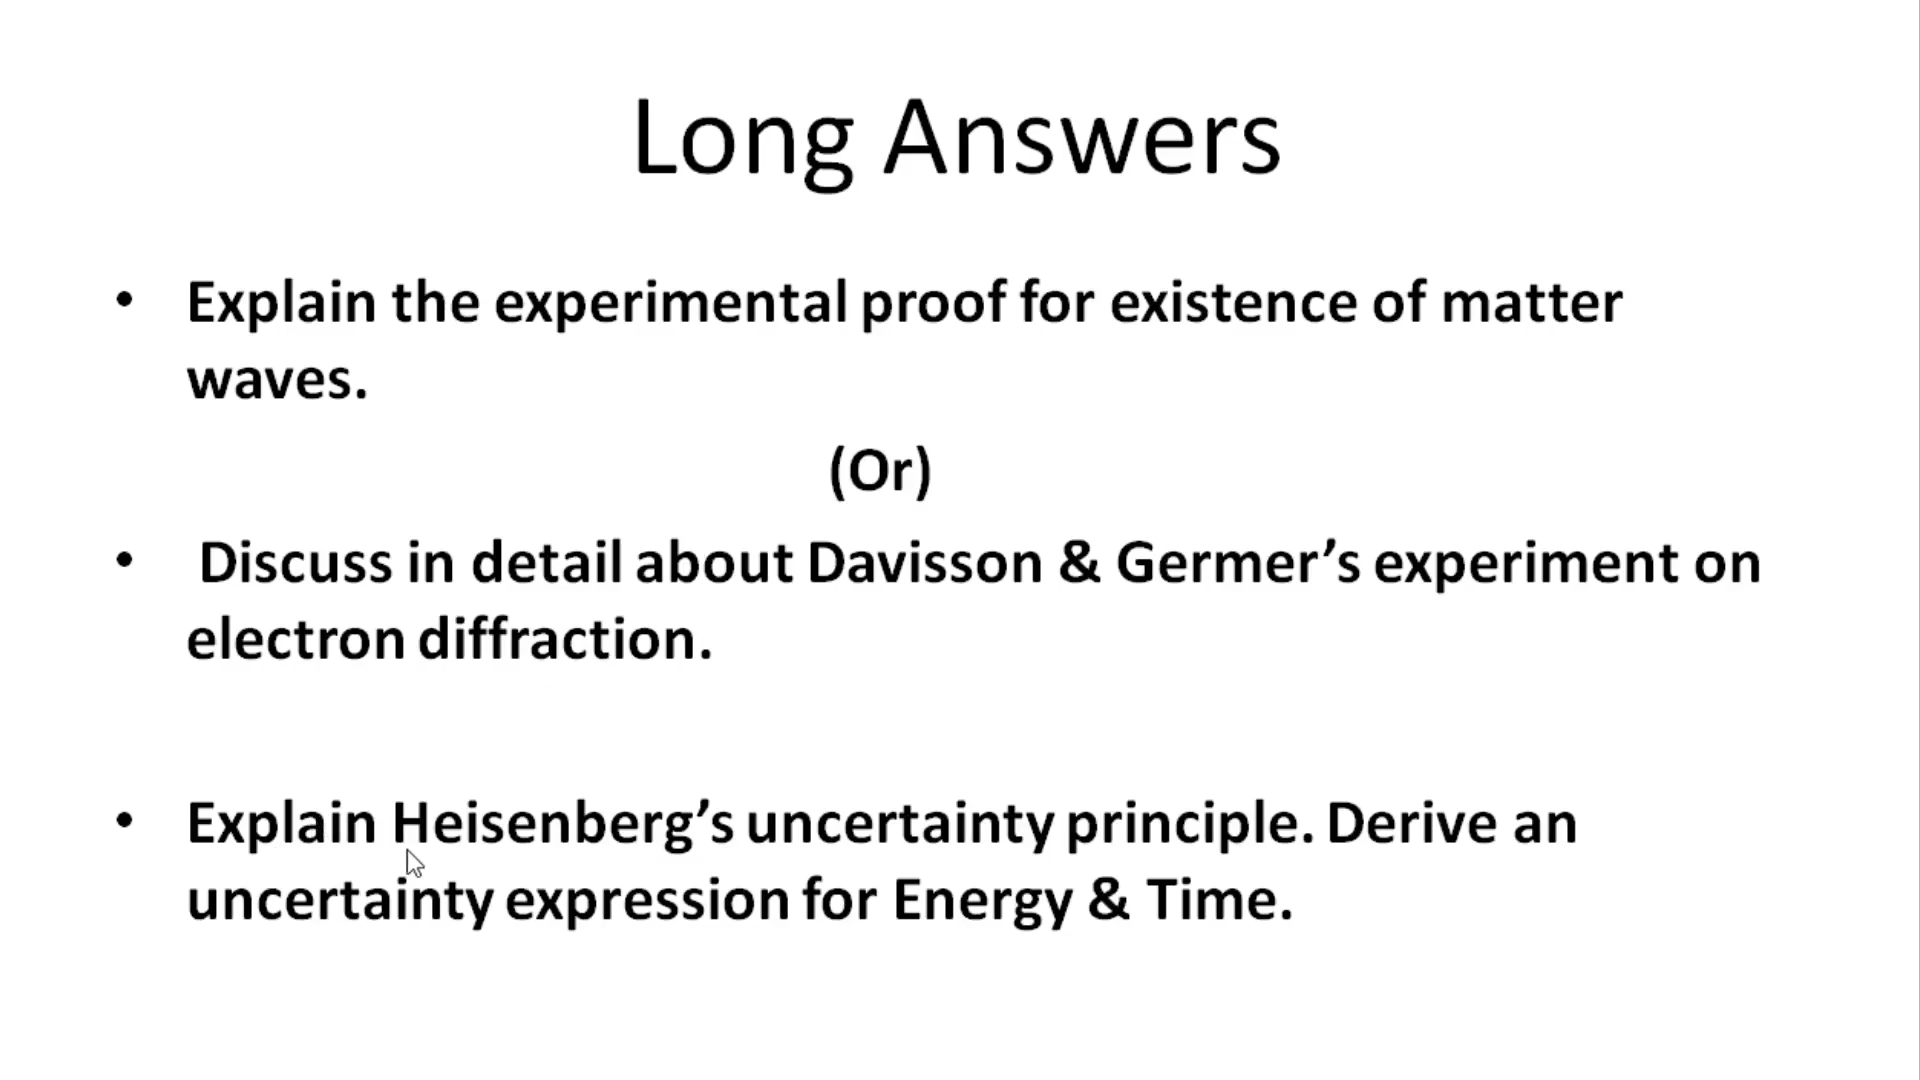 Long Answers
• Explain the experimental proof for existence of matter
waves.
(Or)
• Discuss in detail about Davisson & Germer’s experiment on
electron diffraction.
• Explain Heisenberg’s uncertainty principle. Derive an
uncertainty expression for Energy & Time.